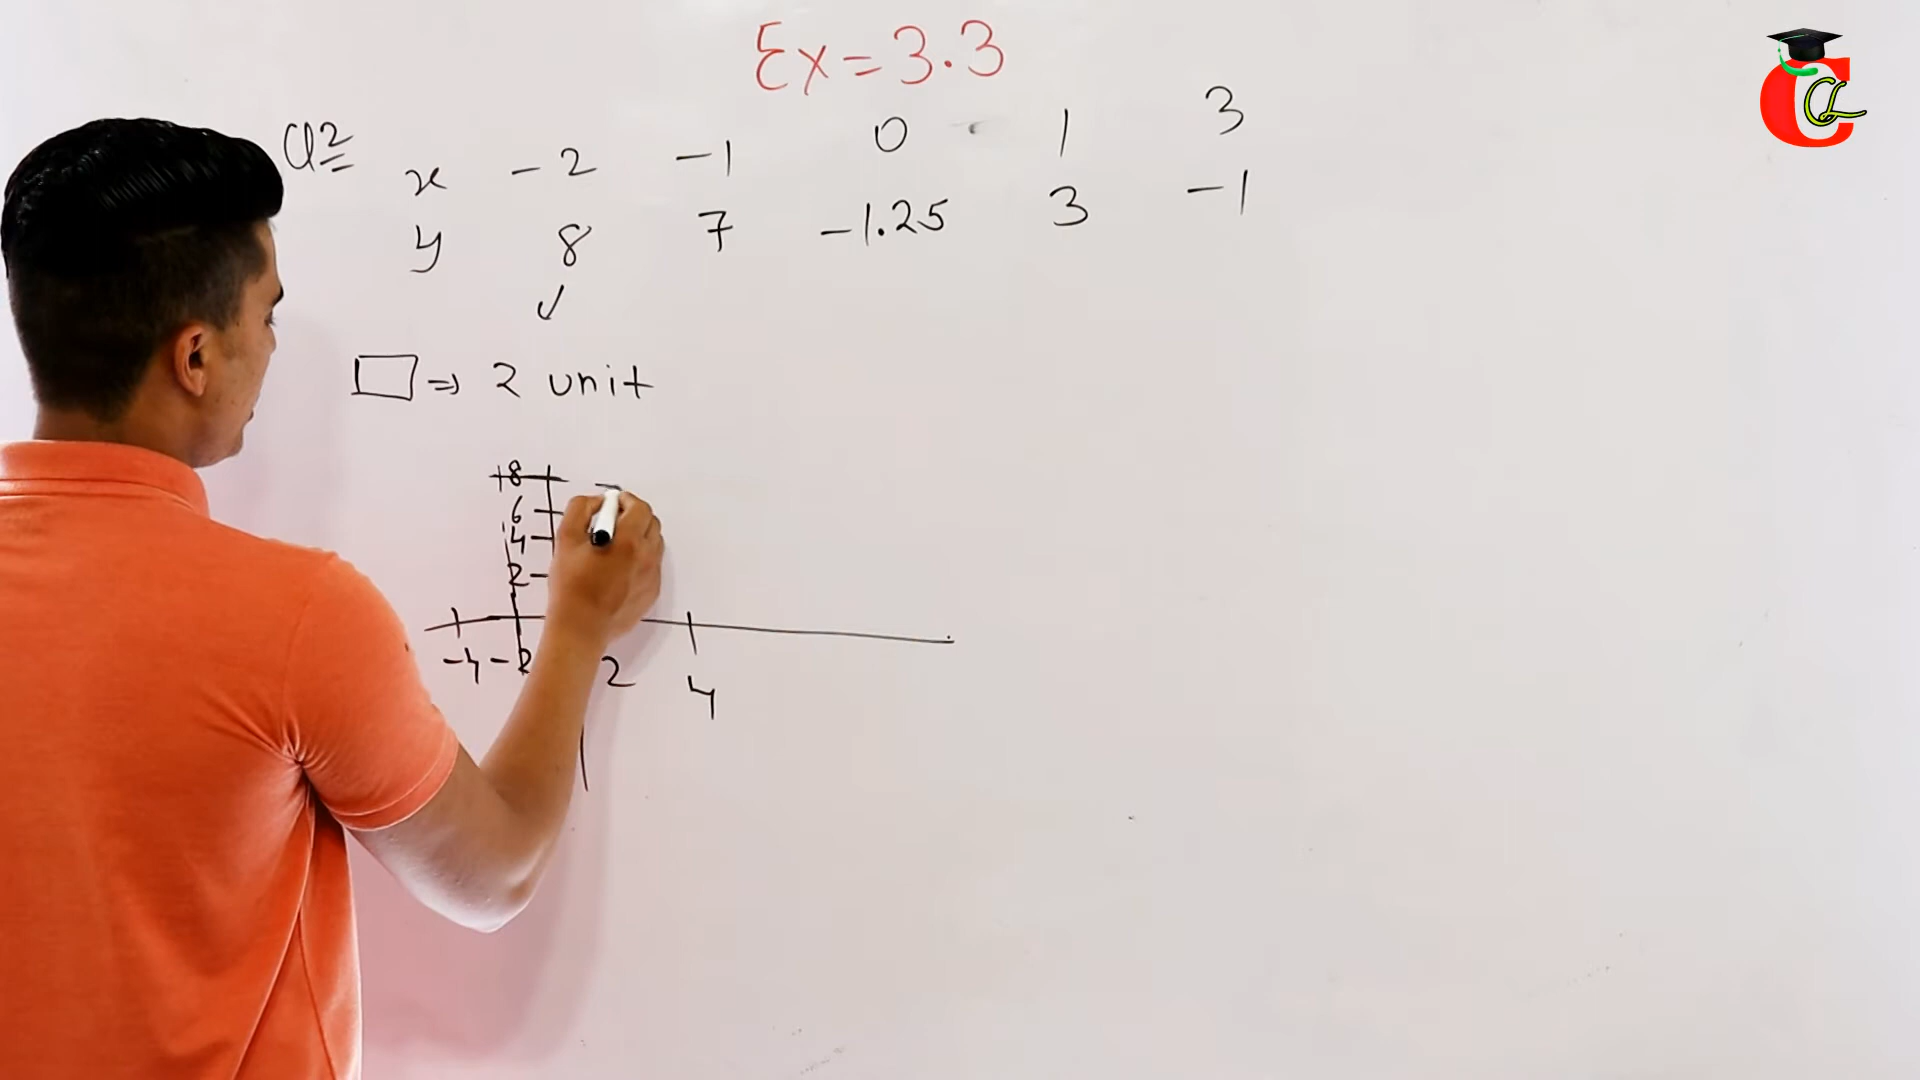 Ex = 3.3
Q2
x -2 -1 0 1 3
y 8 7 -1.25 3 -1
✓
□ ⇒ 2 unit
8
6
4
2
-4 -2 2 4
CL